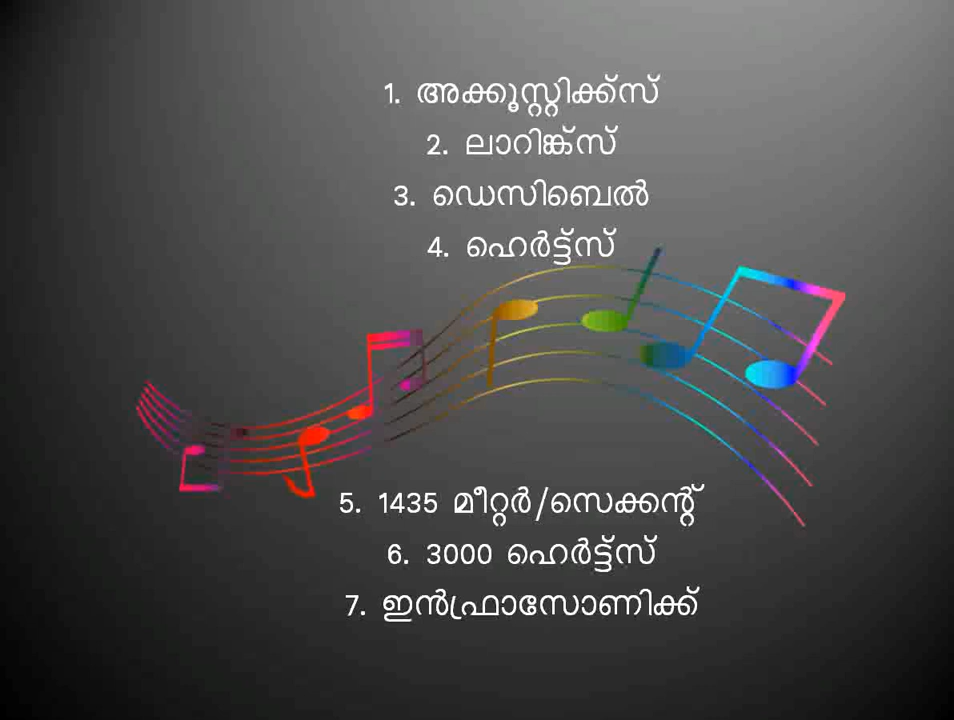 1. അക്കൂസ്റ്റിക്ക്സ്
2. ലാറിങ്ക്സ്
3. ഡെസിബെൽ
4. ഹെർട്ട്സ്
5. 1435 മീറ്റർ/സെക്കന്റ്
6. 3000 ഹെർട്ട്സ്
7. ഇൻഫ്രാസോണിക്ക്